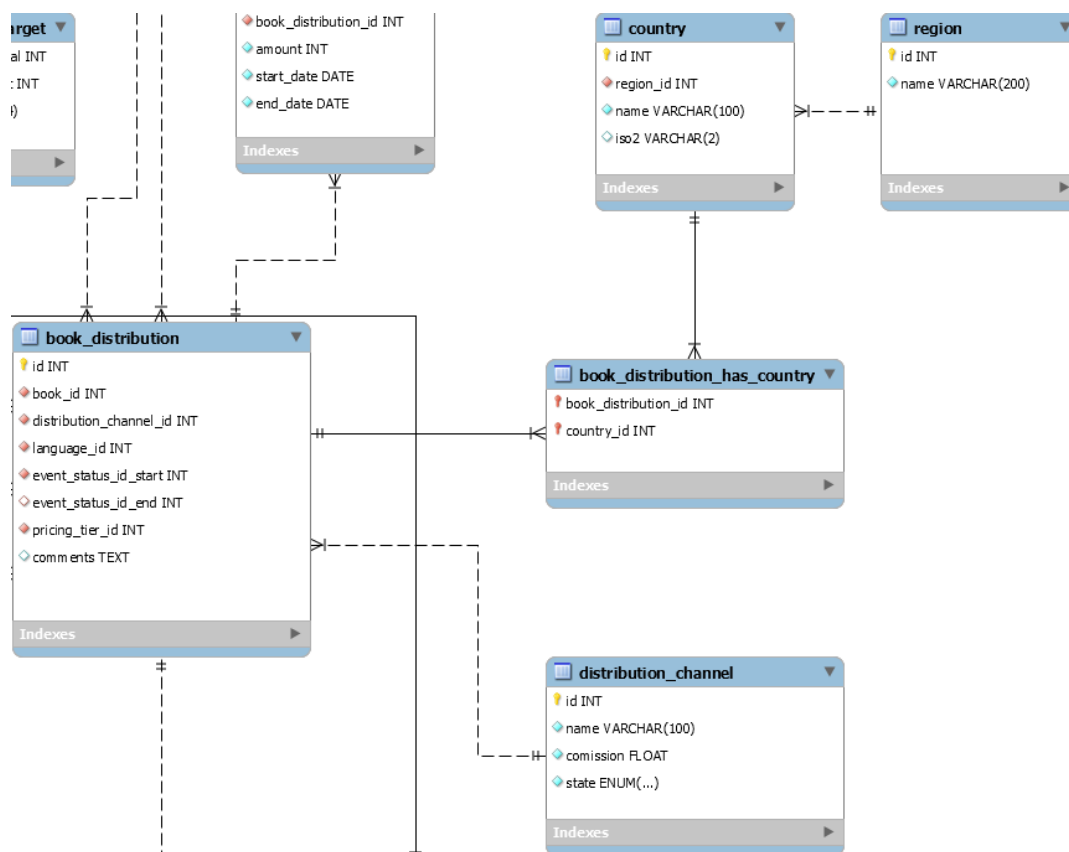 arget
al INT
INT
book_distribution_id INT
amount INT
start_date DATE
end_date DATE
Indexes
country
id INT
region_id INT
name VARCHAR(100)
iso2 VARCHAR(2)
Indexes
region
id INT
name VARCHAR(200)
Indexes
book_distribution
id INT
book_id INT
distribution_channel_id INT
language_id INT
event_status_id_start INT
event_status_id_end INT
pricing_tier_id INT
comments TEXT
Indexes
book_distribution_has_country
book_distribution_id INT
country_id INT
Indexes
distribution_channel
id INT
name VARCHAR(100)
comission FLOAT
state ENUM(...)
Indexes